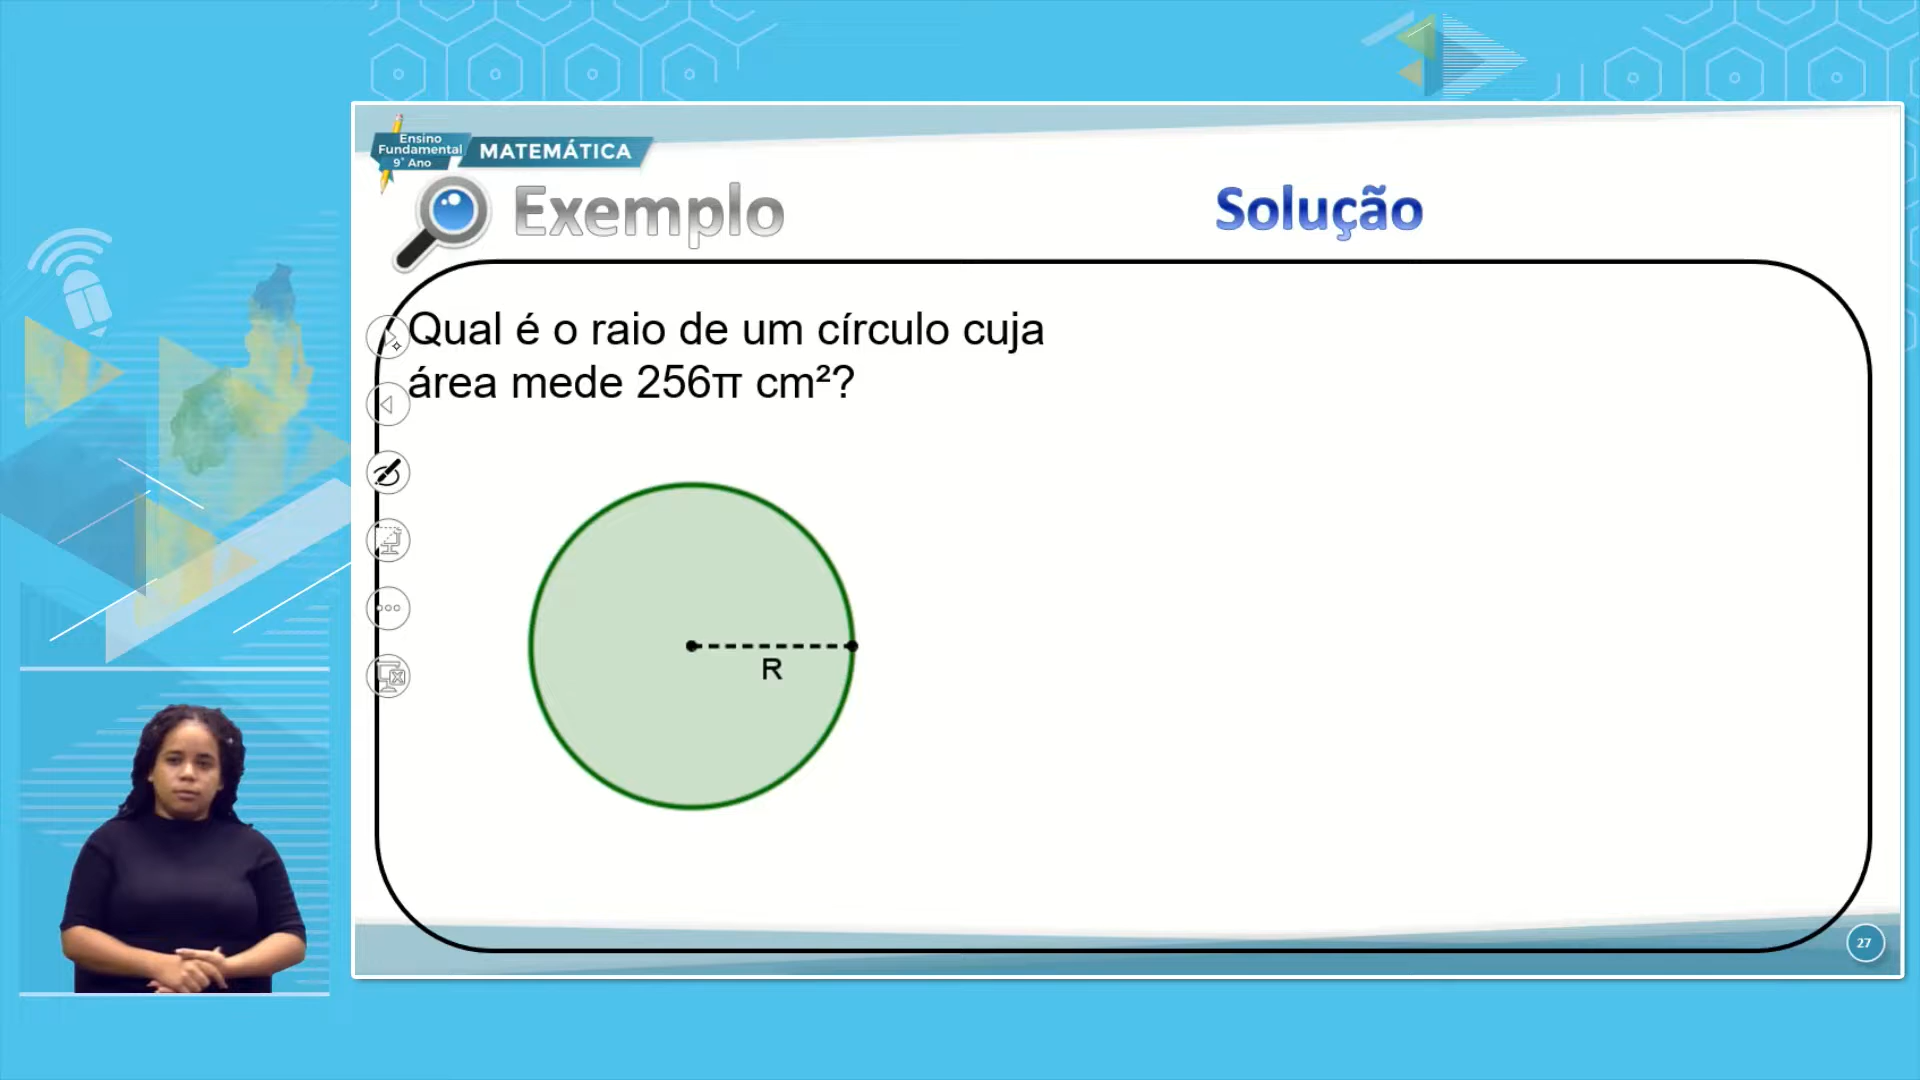 Ensino
Fundamental
9° Ano
MATEMÁTICA
Exemplo
Solução
Qual é o raio de um círculo cuja
área mede 256π cm²?
R
27